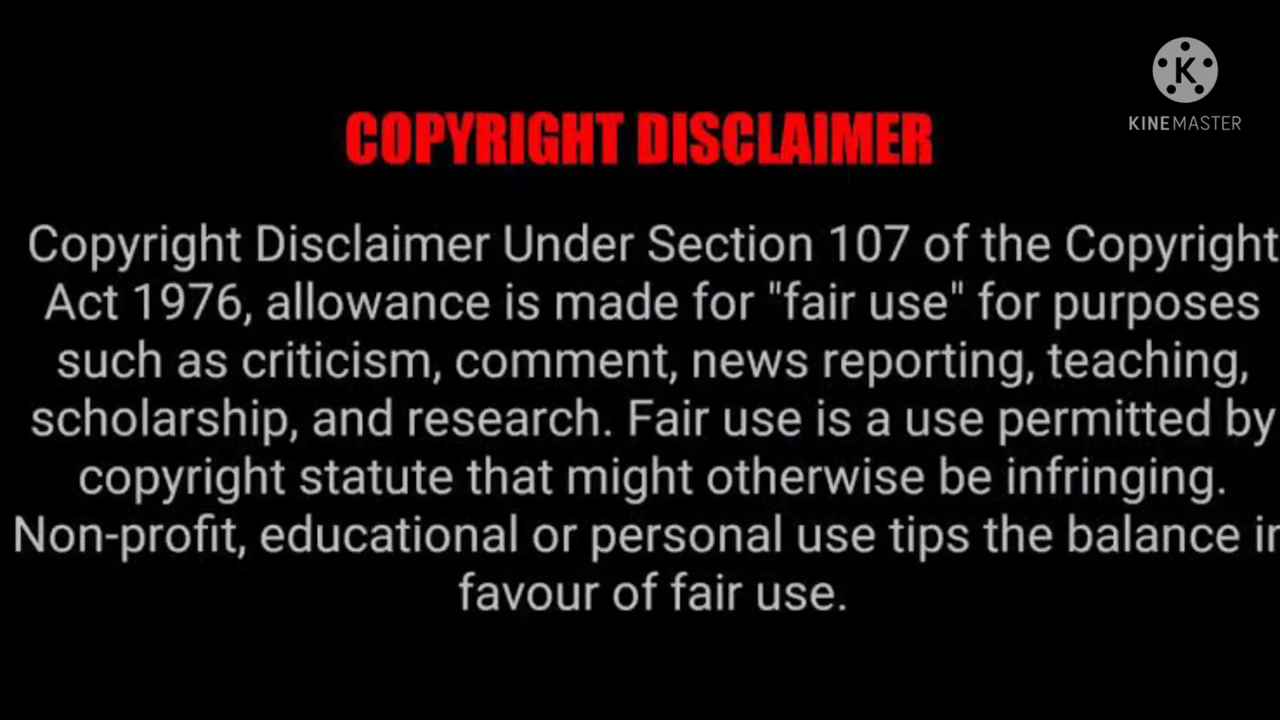 K
KINEMASTER
COPYRIGHT DISCLAIMER
Copyright Disclaimer Under Section 107 of the Copyright
Act 1976, allowance is made for "fair use" for purposes
such as criticism, comment, news reporting, teaching,
scholarship, and research. Fair use is a use permitted by
copyright statute that might otherwise be infringing.
Non-profit, educational or personal use tips the balance in
favour of fair use.